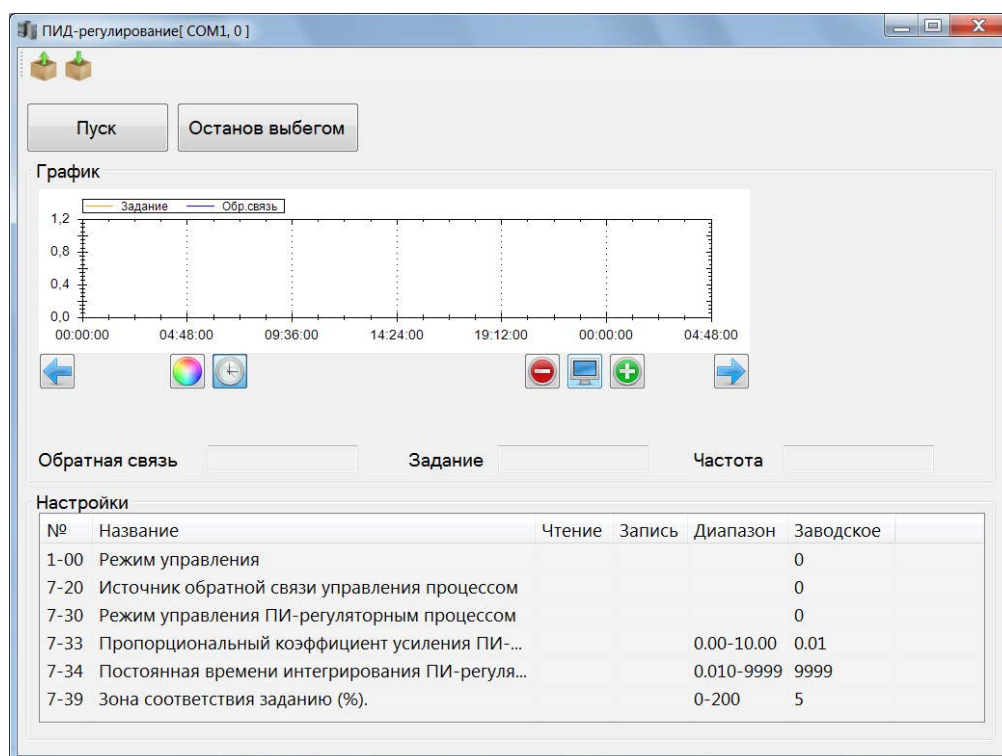 ПИД-регулирование[ COM1, 0 ]
Пуск Останов выбегом
График
Задание Обр.связь
1,2
0,8
0,4
0,0
00:00:00 04:48:00 09:36:00 14:24:00 19:12:00 00:00:00 04:48:00
Обратная связь Задание Частота
Настройки
№ Название Чтение Запись Диапазон Заводское
1-00 Режим управления 0
7-20 Источник обратной связи управления процессом 0
7-30 Режим управления ПИ-регуляторным процессом 0
7-33 Пропорциональный коэффициент усиления ПИ-... 0.00-10.00 0.01
7-34 Постоянная времени интегрирования ПИ-регуля... 0.010-9999 9999
7-39 Зона соответствия заданию (%). 0-200 5